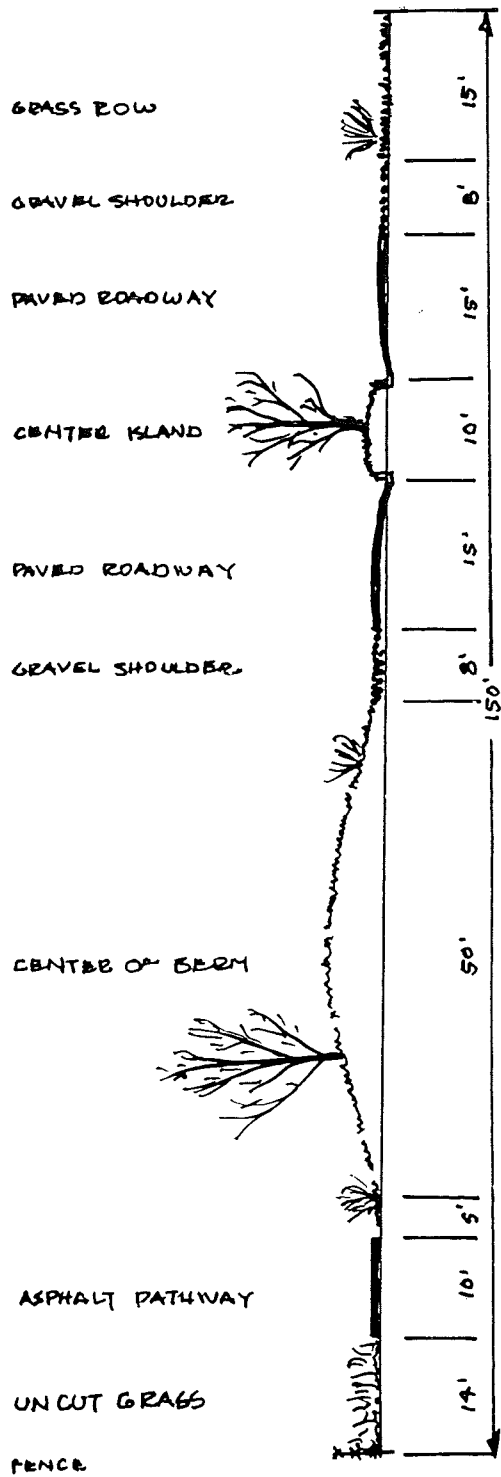 GRASS ROW
15'
GRAVEL SHOULDER
8'
PAVED ROADWAY
15'
CENTER ISLAND
10'
PAVED ROADWAY
15'
GRAVEL SHOULDER
8'
150'
50'
CENTER OF BERM
5'
ASPHALT PATHWAY
10'
UNCUT GRASS
14'
FENCE